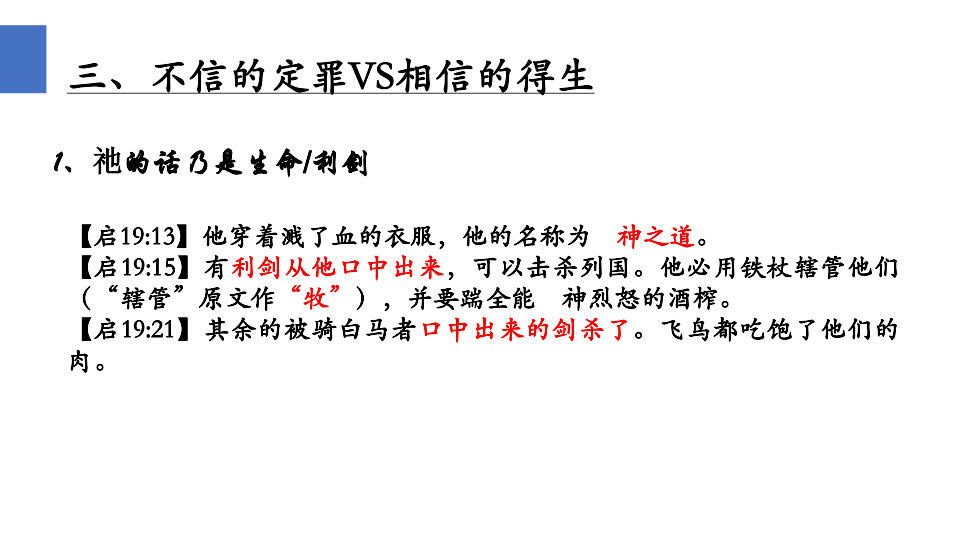 三、不信的定罪VS相信的得生
1、祂的话乃是生命/利剑
【启19:13】他穿着溅了血的衣服，他的名称为　神之道。
【启19:15】有利剑从他口中出来，可以击杀列国。他必用铁杖辖管他们
（“辖管”原文作“牧”），并要踹全能　神烈怒的酒榨。
【启19:21】其余的被骑白马者口中出来的剑杀了。飞鸟都吃饱了他们的
肉。